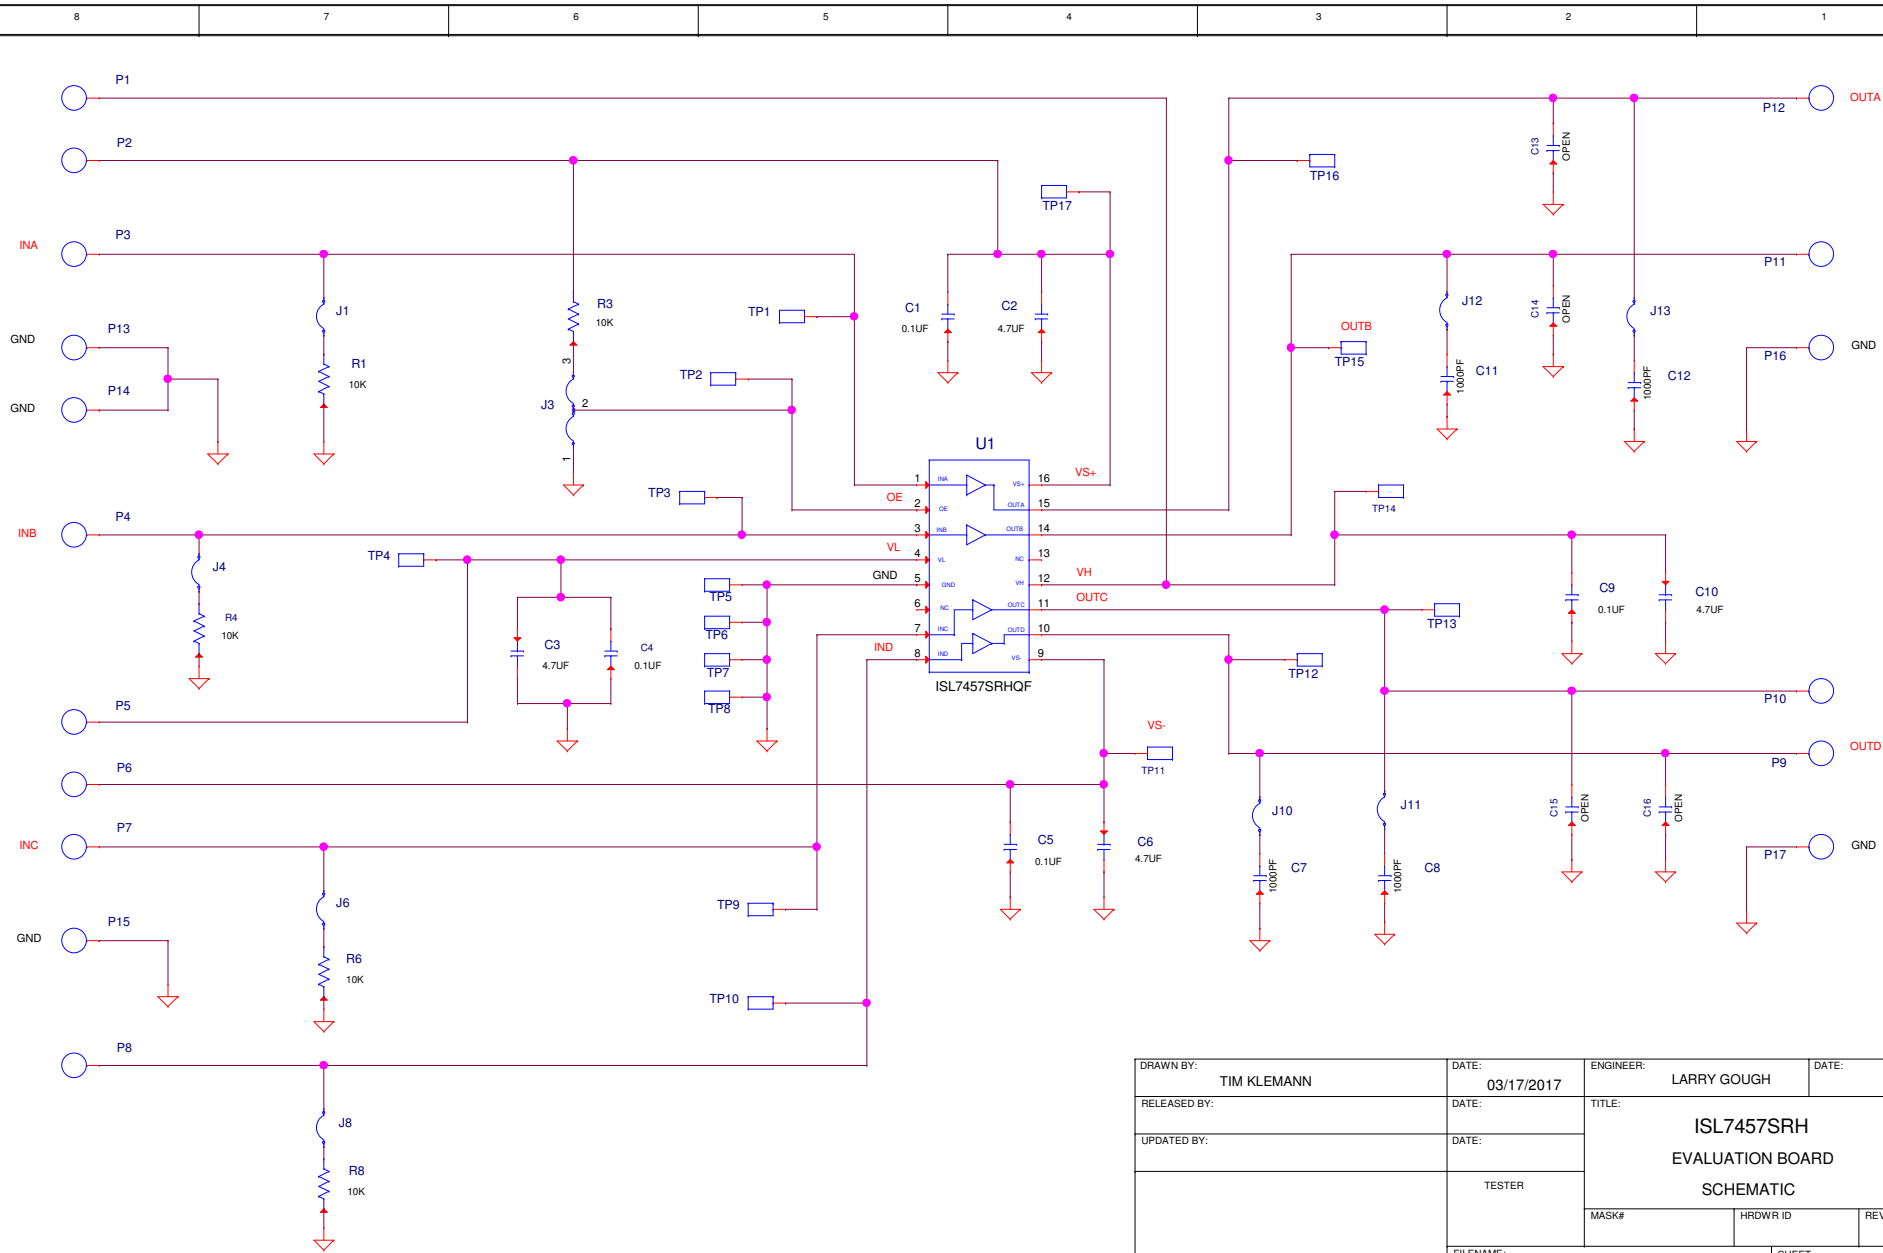 8 7 6 5 4 3 2 1
P1
P12 OUTA
P2
C13 OPEN
TP16
TP17
INA P3
P11
J1
R3
10K
TP1
C1
0.1UF
C2
4.7UF
J12
C14 OPEN
J13
OUTB
TP15
GND P13
P16 GND
R1
10K
3
TP2
C11
1000PF
C12
1000PF
GND P14
J3
2
1
U1
1 INA
VS+ 16 VS+
OE
2 OE
OUTA 15
TP3
TP14
INB P4
3 INB
OUTB 14
VL
4 VL
NC 13
TP4
GND
5 GND
VH 12 VH
TP5
6 NC
OUTC 11 OUTC
TP6
7 INC
OUTD 10
TP13
IND
8 IND
VS- 9
TP7
TP8
TP12
ISL7457SRHQF
J4
R4
10K
C3
4.7UF
C4
0.1UF
C9
0.1UF
C10
4.7UF
P5
P10
VS-
TP11
OUTD
P9
P6
J10
J11
C15 OPEN
C16 OPEN
INC P7
C5
0.1UF
C6
4.7UF
P17 GND
C7
1000PF
C8
1000PF
J6
TP9
GND P15
R6
10K
TP10
P8
J8
R8
10K
DRAWN BY:
TIM KLEMANN
DATE:
03/17/2017
ENGINEER:
LARRY GOUGH
DATE:
RELEASED BY:
DATE:
TITLE:
ISL7457SRH
EVALUATION BOARD
SCHEMATIC
UPDATED BY:
DATE:
TESTER
MASK#
HRDWR ID
REV
FILENAME:
SHEET